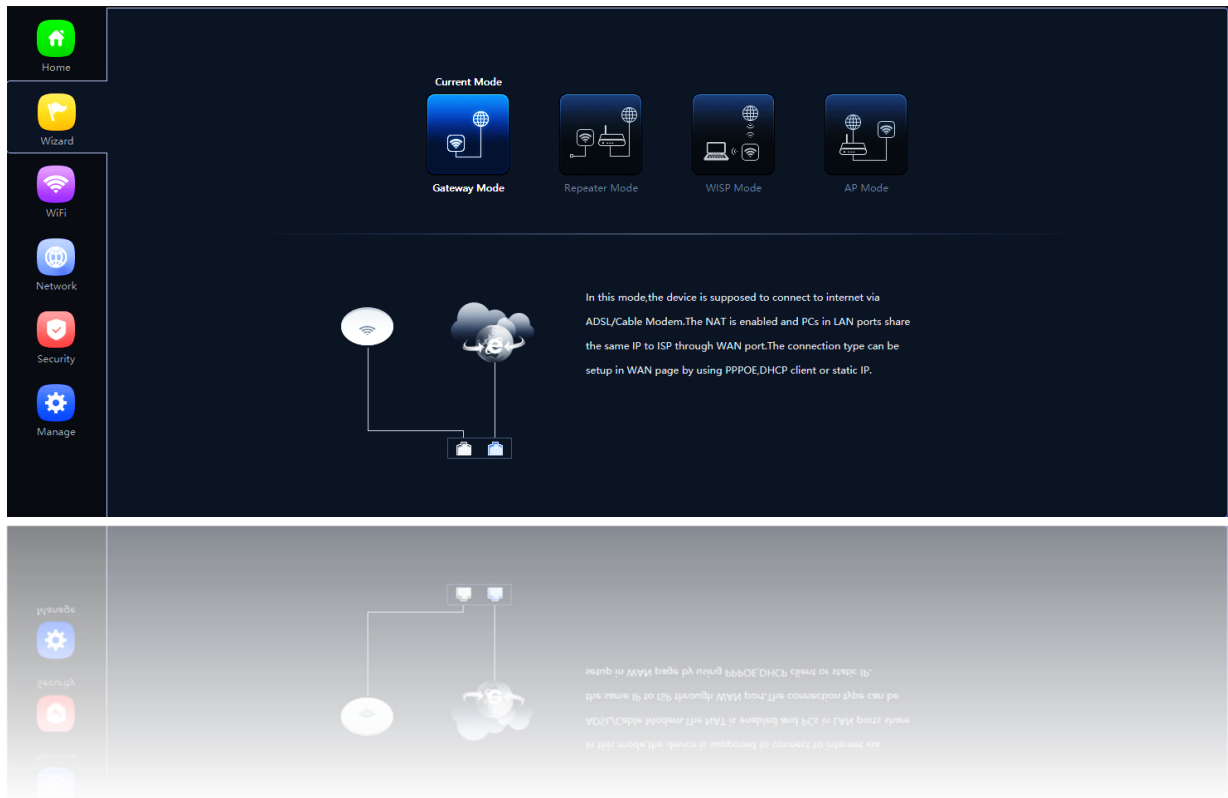 Home
Wizard
WiFi
Network
Security
Manage
Current Mode
Gateway Mode
Repeater Mode
WISP Mode
AP Mode
In this mode,the device is supposed to connect to internet via
ADSL/Cable Modem.The NAT is enabled and PCs in LAN ports share
the same IP to ISP through WAN port.The connection type can be
setup in WAN page by using PPPOE,DHCP client or static IP.